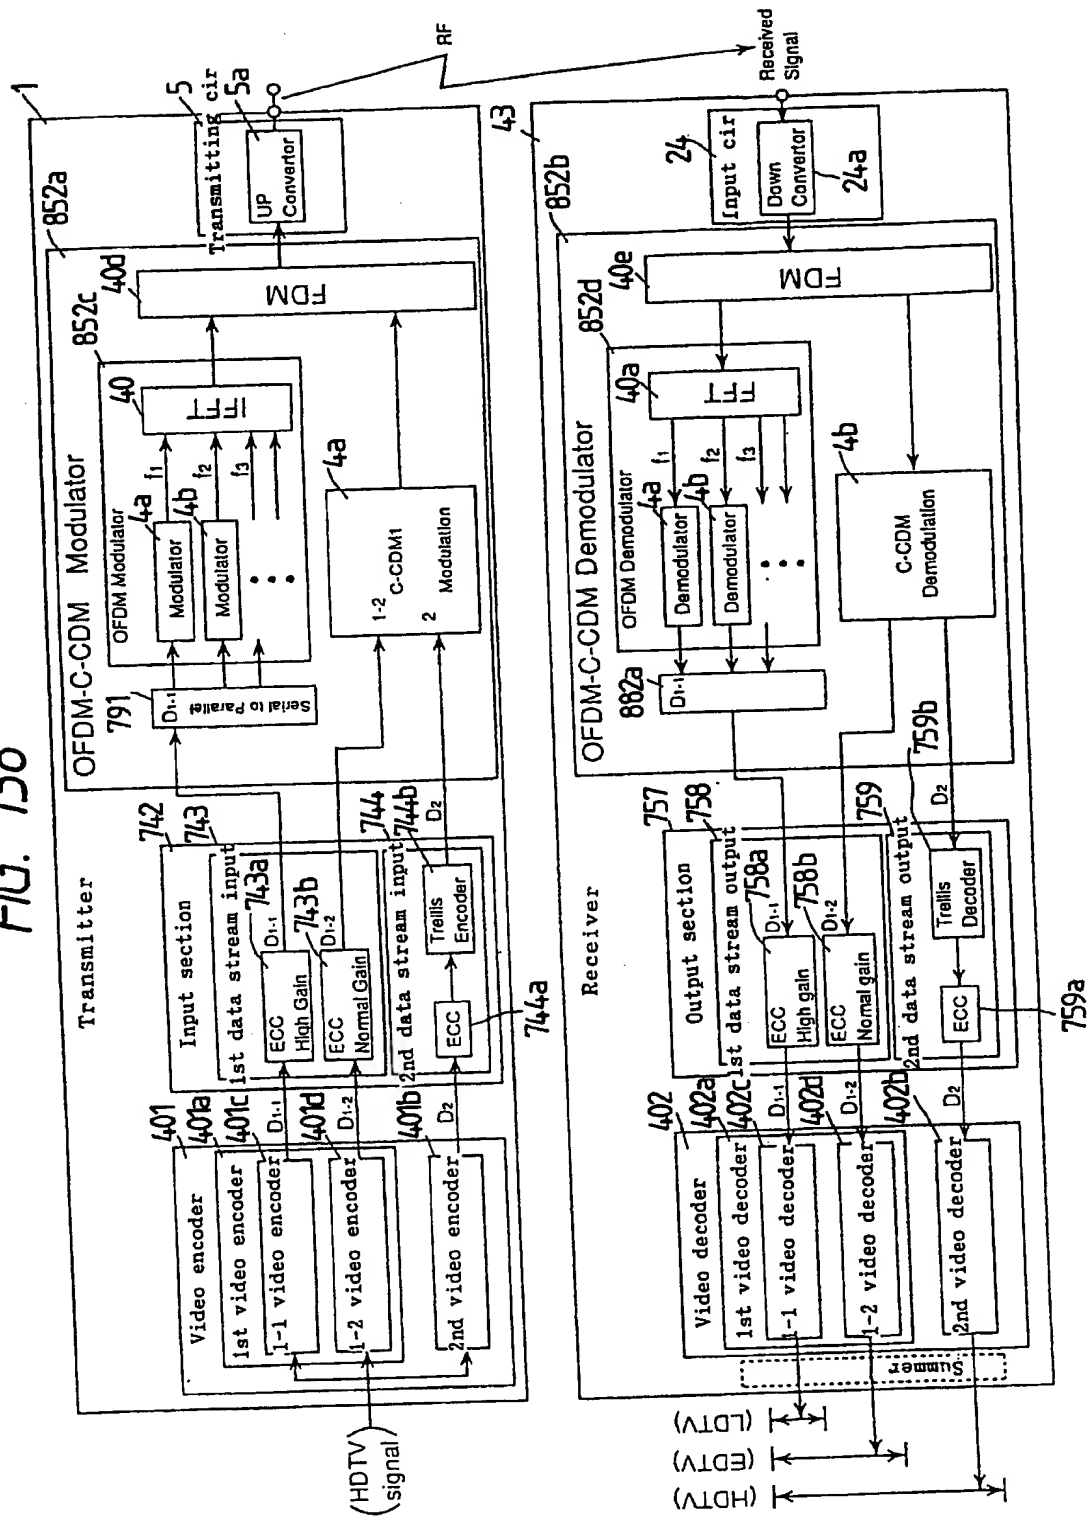 FIG. 138
Transmitter
1
401
Video encoder
401a
1st video encoder
401c
1-1 video encoder
401d
1-2 video encoder
401b
2nd video encoder
(HDTV signal)
D1-1
D1-2
D2
742
Input section
743
1st data stream input
743a
ECC
High Gain
D1-1
743b
ECC
Normal Gain
D1-2
744
2nd data stream input
744a
ECC
744b
Trellis
Encoder
D2
852a
OFDM-C-CDM Modulator
791
D1-1
Serial to Parallel
852c
OFDM Modulator
4a
Modulator
4b
Modulator
f1
f2
f3
40
IFFT
4a
1-2
C-CDM1
2
Modulation
40d
FDM
5
Transmitting cir
5a
UP
Convertor
RF
Receiver
43
Received
Signal
24
Input cir
24a
Down
Convertor
852b
OFDM-C-CDM Demodulator
40e
FDM
852d
OFDM Demodulator
40a
FFT
f1
f2
f3
4a
Demodulator
4b
Demodulator
882a
D1-1
4b
C-CDM
Demodulation
757
Output section
758
1st data stream output
758a
D1-1
ECC
High gain
758b
D1-2
ECC
Normal gain
759
2nd data stream output
759b
D2
Trellis
Decoder
759a
ECC
D1-1
D1-2
D2
402
Video decoder
402a
1st video decoder
402c
1-1 video decoder
402d
1-2 video decoder
402b
2nd video decoder
Summer
(LDTV)
(EDTV)
(HDTV)